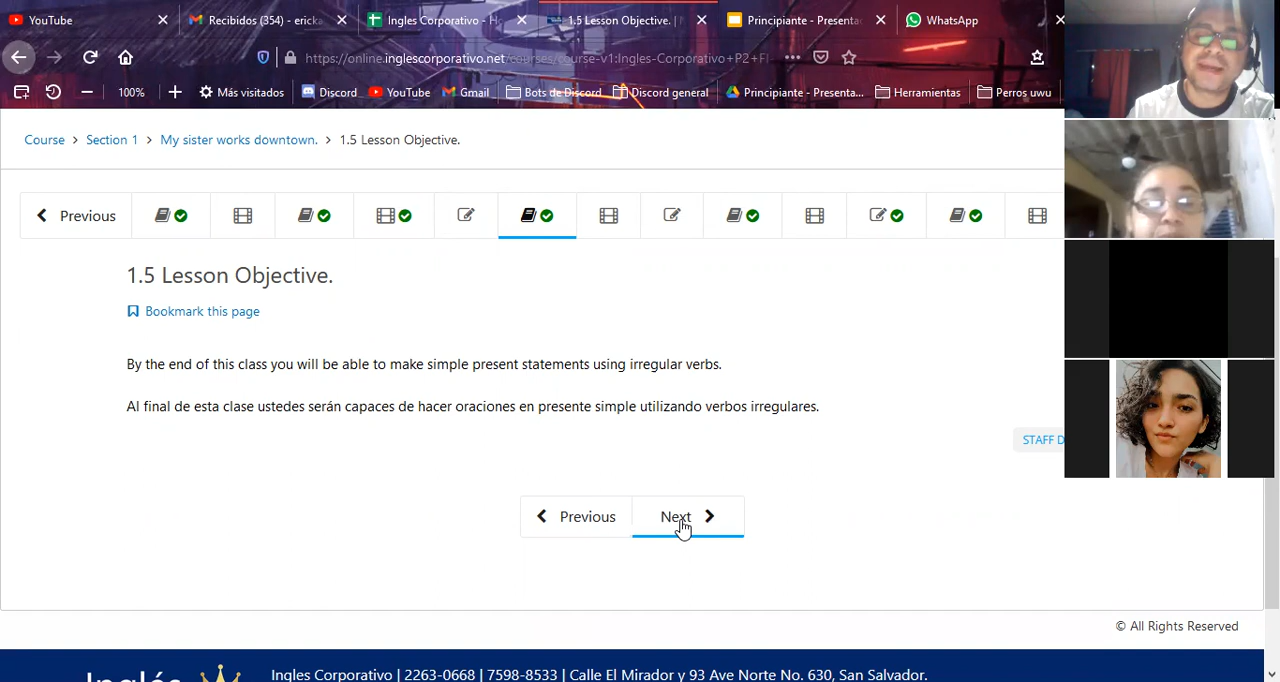 YouTube
Recibidos (354) - ericka
Ingles Corporativo - Ho
1.5 Lesson Objective. |
Principiante - Presentac
WhatsApp
https://online.inglescorporativo.net/courses/course-v1:Ingles-Corporativo+P2+Fl
100%
Más visitados
Discord
YouTube
Gmail
Bots de Discord
Discord general
Principiante - Presenta...
Herramientas
Perros uwu
Course > Section 1 > My sister works downtown. > 1.5 Lesson Objective.
Previous
1.5 Lesson Objective.
Bookmark this page
By the end of this class you will be able to make simple present statements using irregular verbs.
Al final de esta clase ustedes serán capaces de hacer oraciones en presente simple utilizando verbos irregulares.
STAFF D
Previous
Next
© All Rights Reserved
Inglés
Ingles Corporativo | 2263-0668 | 7598-8533 | Calle El Mirador y 93 Ave Norte No. 630, San Salvador.